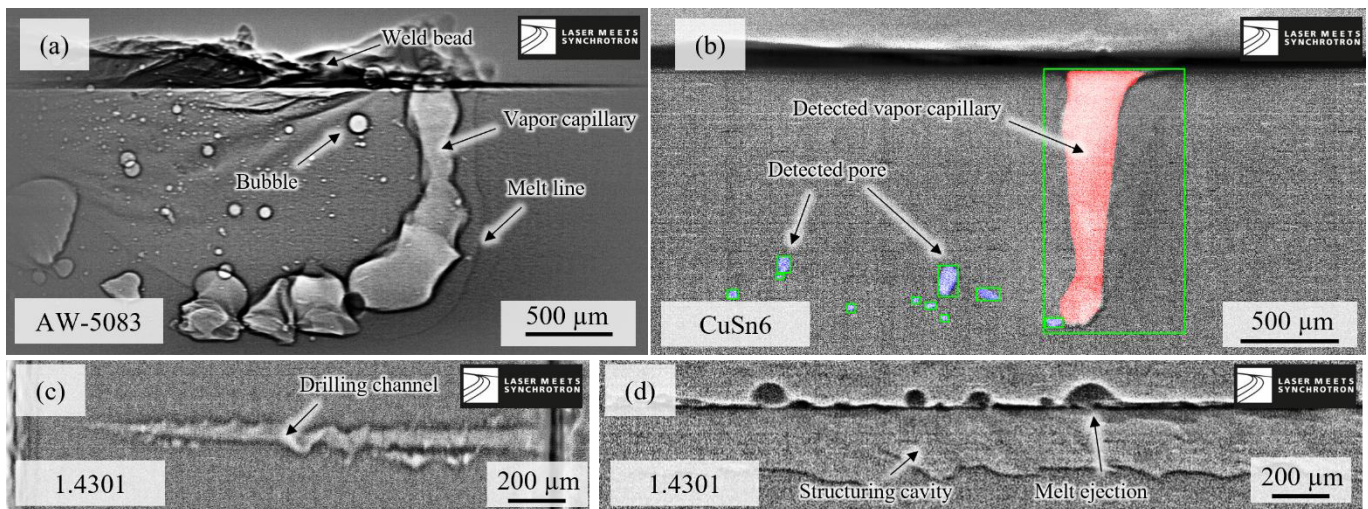 (a)
Weld bead
LASER MEETS
SYNCHROTRON
Vapor capillary
Bubble
Melt line
AW-5083
500 µm
(b)
LASER MEETS
SYNCHROTRON
Detected vapor capillary
Detected pore
CuSn6
500 µm
(c)
Drilling channel
LASER MEETS
SYNCHROTRON
1.4301
200 µm
(d)
LASER MEETS
SYNCHROTRON
1.4301
Structuring cavity
Melt ejection
200 µm